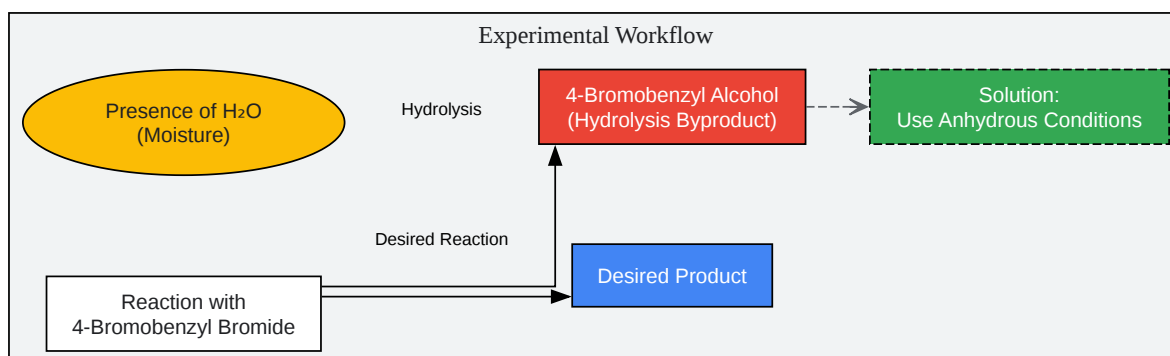 Experimental Workflow
Presence of H₂O
(Moisture)
Hydrolysis
4-Bromobenzyl Alcohol
(Hydrolysis Byproduct)
Solution:
Use Anhydrous Conditions
Desired Reaction
Desired Product
Reaction with
4-Bromobenzyl Bromide